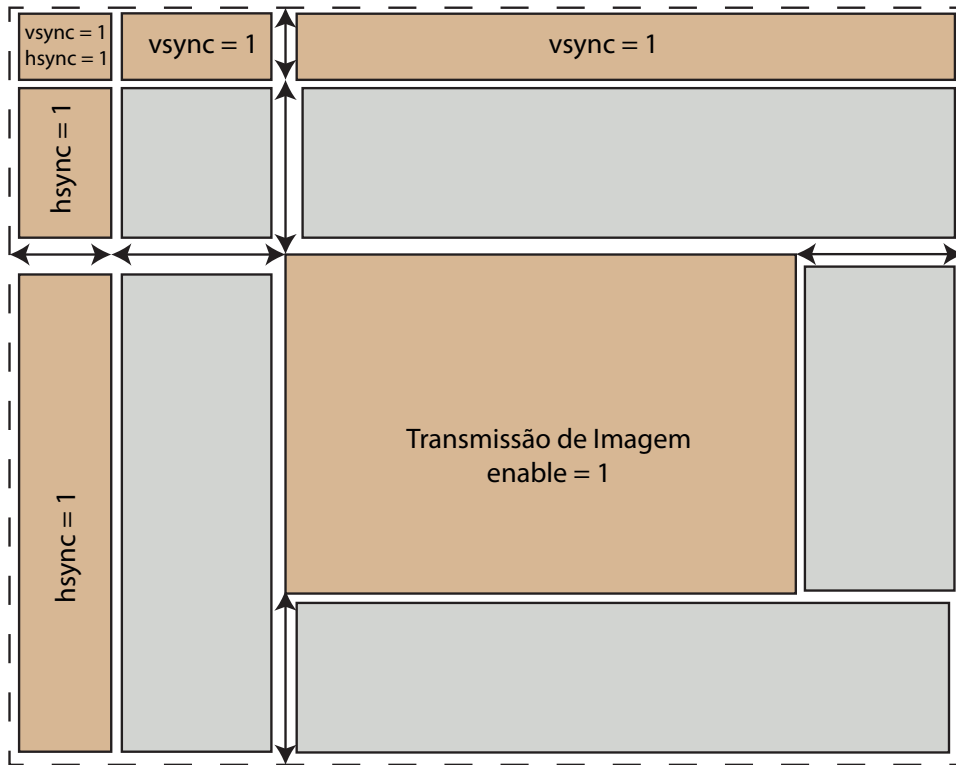 vsync = 1
hsync = 1
vsync = 1
vsync = 1
hsync = 1
hsync = 1
Transmissão de Imagem
enable = 1